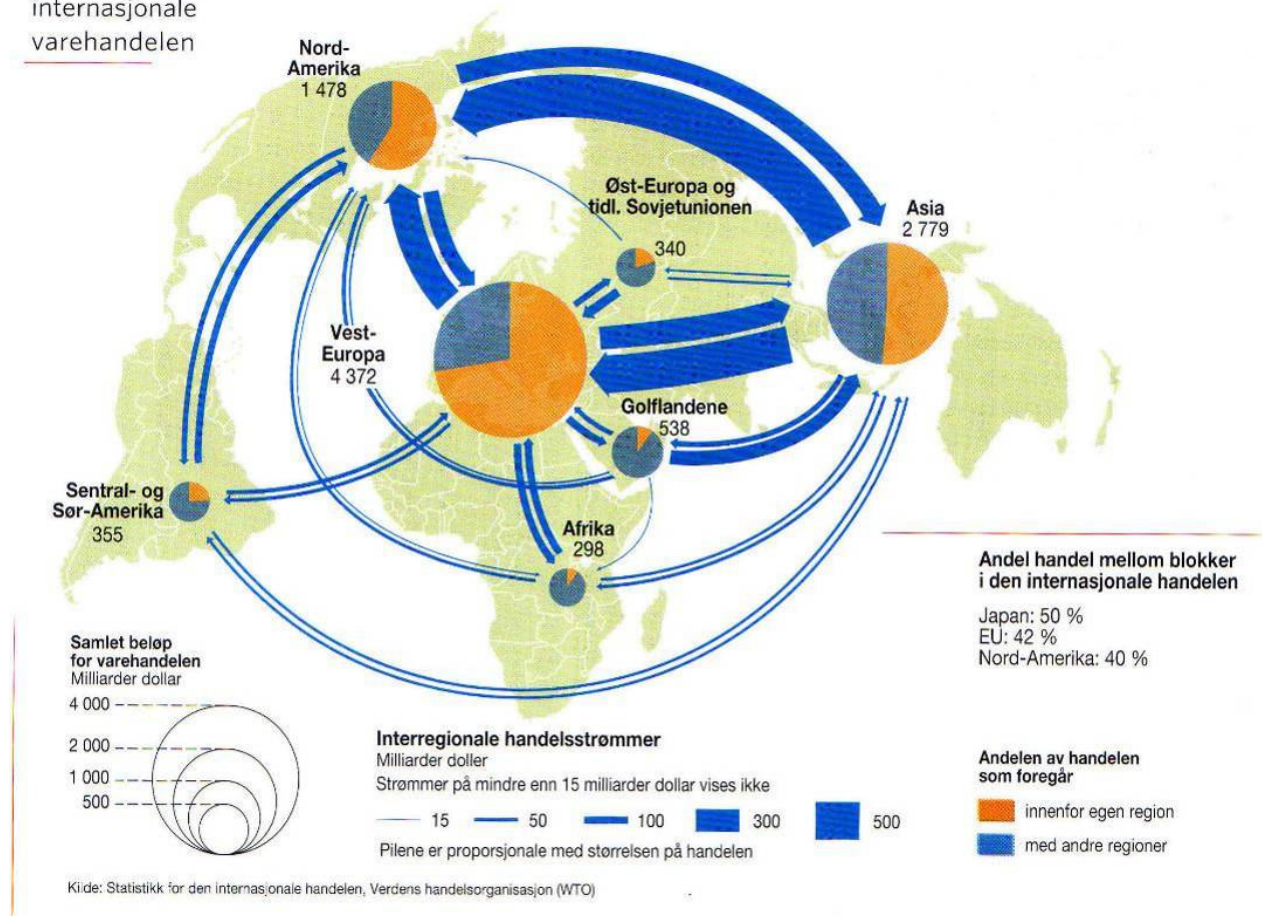 internasjonale
varehandelen
Nord-
Amerika
1 478
Øst-Europa og
tidl. Sovjetunionen
340
Asia
2 779
Vest-
Europa
4 372
Golflandene
538
Sentral- og
Sør-Amerika
355
Afrika
298
Andel handel mellom blokker
i den internasjonale handelen
Japan: 50 %
EU: 42 %
Nord-Amerika: 40 %
Samlet beløp
for varehandelen
Milliarder dollar
4 000
2 000
1 000
500
Interregionale handelsstrømmer
Milliarder doller
Strømmer på mindre enn 15 milliarder dollar vises ikke
15 50 100 300 500
Pilene er proporsjonale med størrelsen på handelen
Andelen av handelen
som foregår
innenfor egen region
med andre regioner
Kilde: Statistikk for den internasjonale handelen, Verdens handelsorganisasjon (WTO)